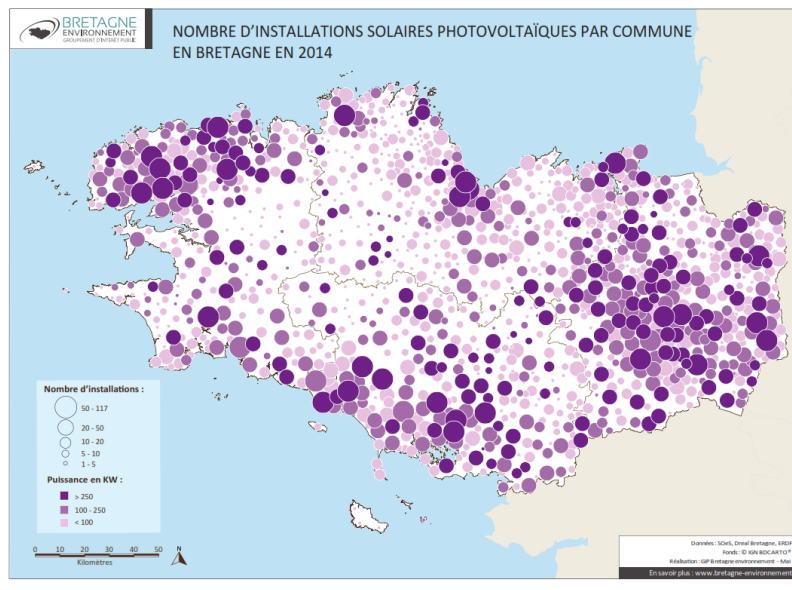 BRETAGNE
ENVIRONNEMENT
GROUPEMENT D'INTÉRÊT PUBLIC
NOMBRE D'INSTALLATIONS SOLAIRES PHOTOVOLTAÏQUES PAR COMMUNE
EN BRETAGNE EN 2014
Nombre d'installations :
50 - 117
20 - 50
10 - 20
5 - 10
1 - 5
Puissance en KW :
> 250
100 - 250
< 100
0 10 20 30 40 50
Kilomètres
N
Données : SOeS, Dreal Bretagne, ERDF
Fonds : © IGN BDCARTO®
Réalisation : GIP Bretagne environnement - Mai
En savoir plus : www.bretagne-environnement